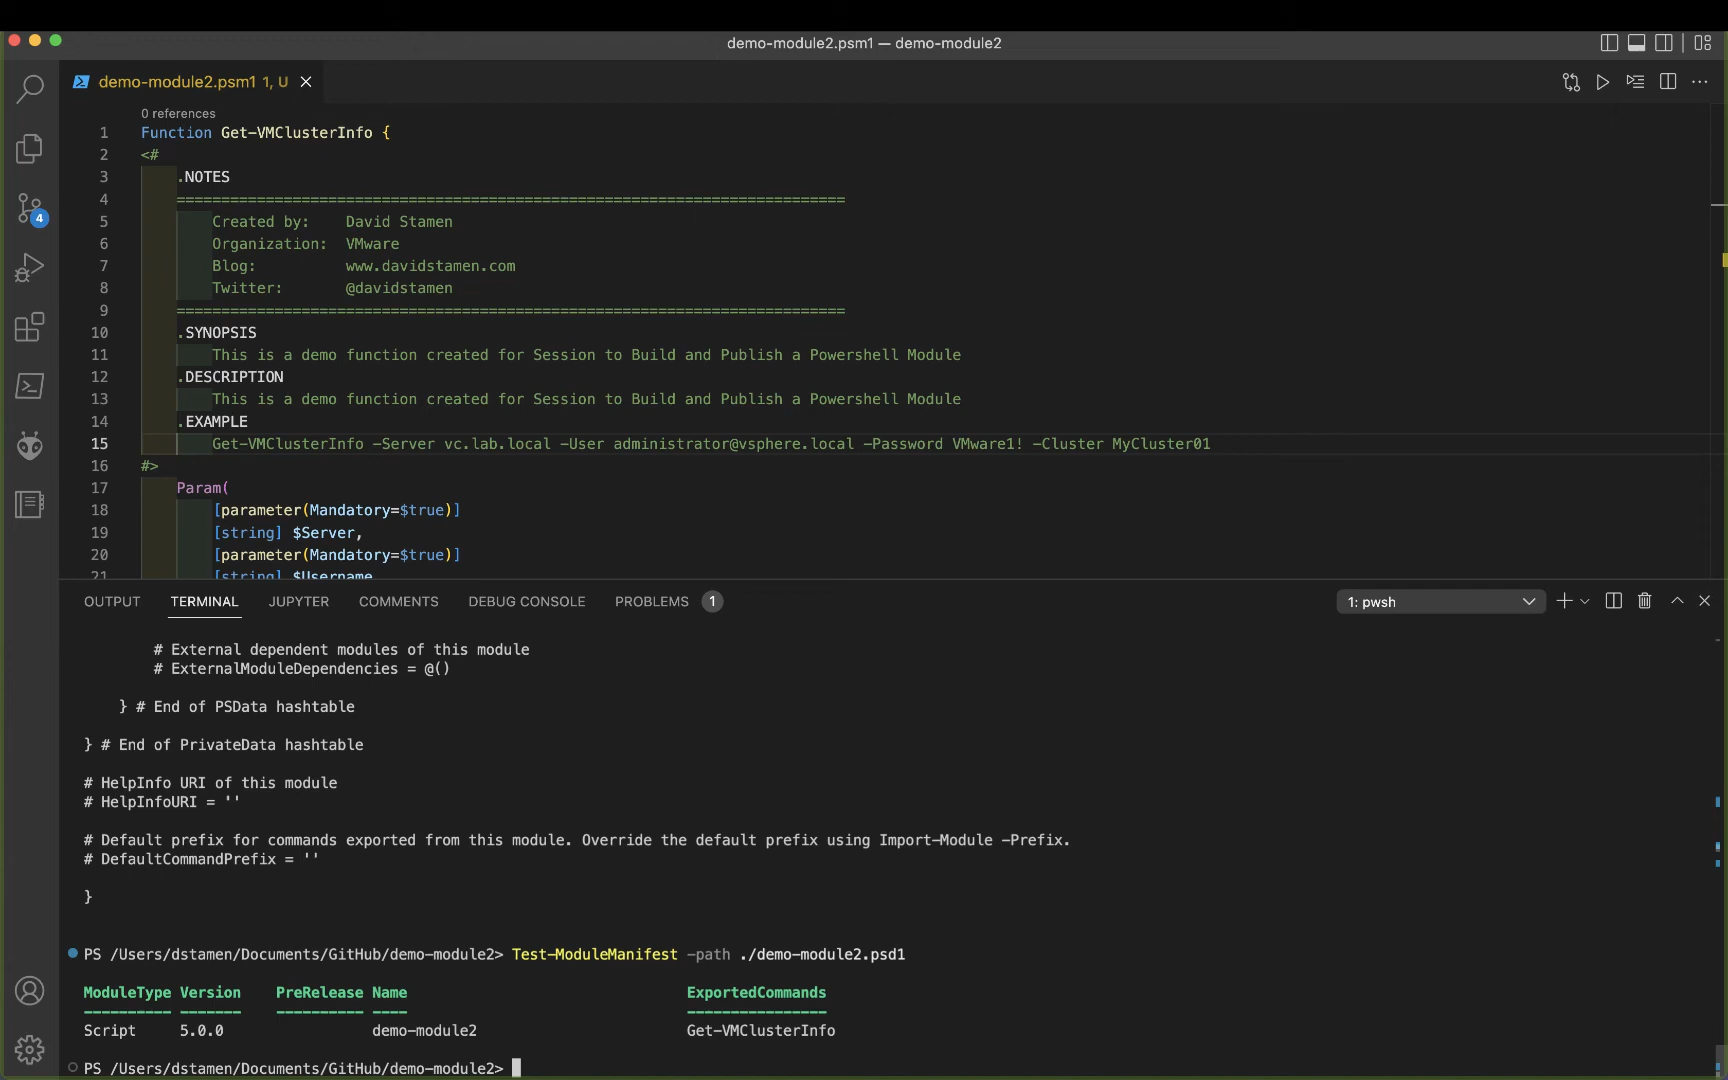 demo-module2.psm1 — demo-module2
demo-module2.psm1 1, U
0 references
1 Function Get-VMClusterInfo {
2 <#
3 .NOTES
4 ===========================================================================
5 Created by: David Stamen
6 Organization: VMware
7 Blog: www.davidstamen.com
8 Twitter: @davidstamen
9 ===========================================================================
10 .SYNOPSIS
11 This is a demo function created for Session to Build and Publish a Powershell Module
12 .DESCRIPTION
13 This is a demo function created for Session to Build and Publish a Powershell Module
14 .EXAMPLE
15 Get-VMClusterInfo -Server vc.lab.local -User administrator@vsphere.local -Password VMware1! -Cluster MyCluster01
16 #>
17 Param(
18 [parameter(Mandatory=$true)]
19 [string] $Server,
20 [parameter(Mandatory=$true)]
21 [string] $Username
4
OUTPUT TERMINAL JUPYTER COMMENTS DEBUG CONSOLE PROBLEMS 1 1: pwsh
# External dependent modules of this module
# ExternalModuleDependencies = @()
} # End of PSData hashtable
} # End of PrivateData hashtable
# HelpInfo URI of this module
# HelpInfoURI = ''
# Default prefix for commands exported from this module. Override the default prefix using Import-Module -Prefix.
# DefaultCommandPrefix = ''
}
PS /Users/dstamen/Documents/GitHub/demo-module2> Test-ModuleManifest -path ./demo-module2.psd1
ModuleType Version PreRelease Name ExportedCommands
---------- ------- ---------- ---- ----------------
Script 5.0.0 demo-module2 Get-VMClusterInfo
PS /Users/dstamen/Documents/GitHub/demo-module2>